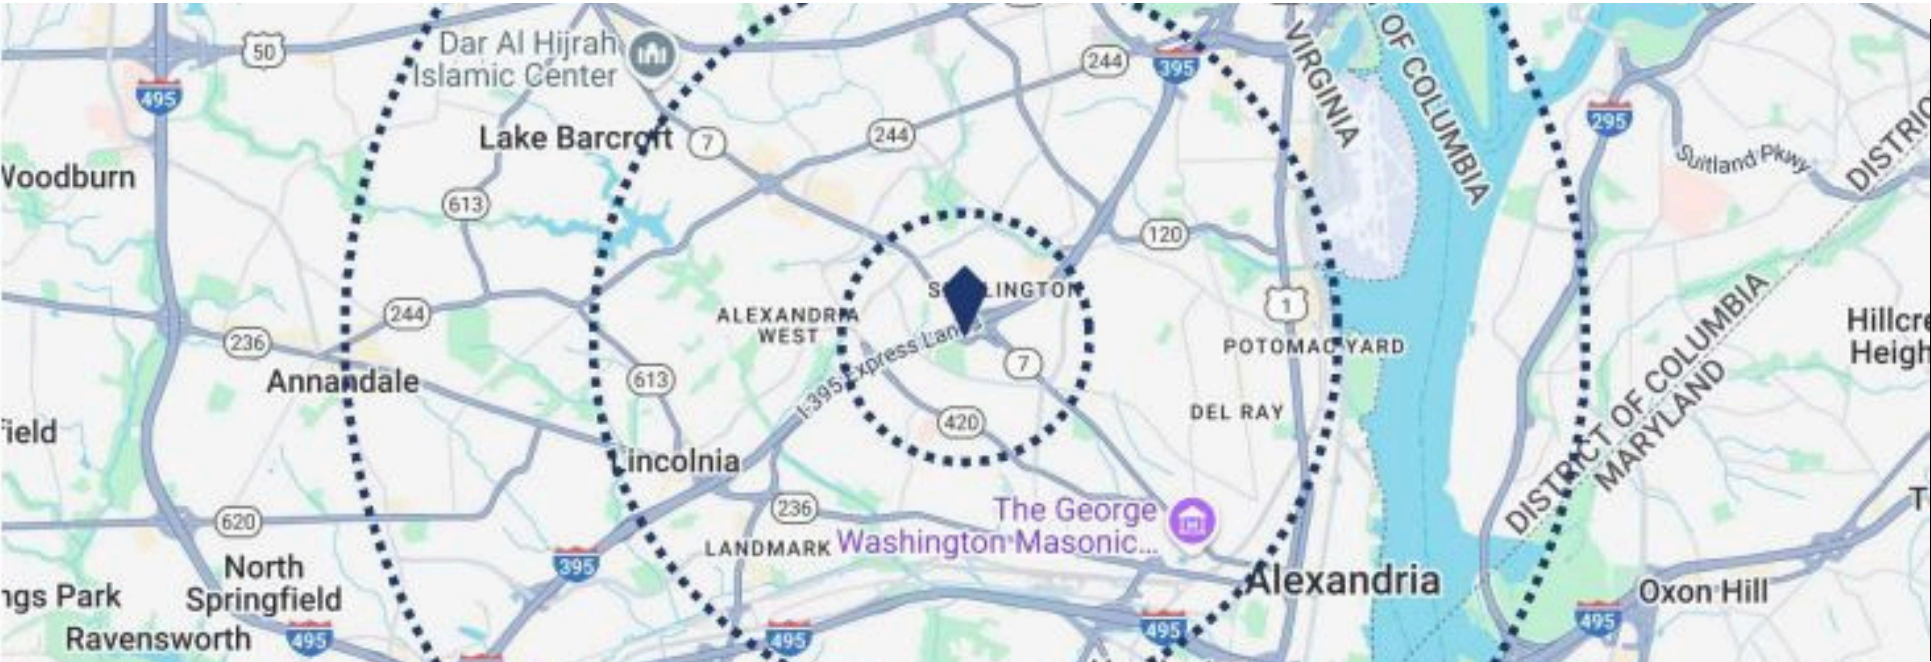 50
Dar Al Hijrah
Islamic Center
244
395
VIRGINIA
OF COLUMBIA
495
295
Lake Barcroft
7
244
Suitland Pkwy
Woodburn
613
120
DISTRIC
SHIRLINGTON
1
ALEXANDRIA
WEST
244
236
I-395 Express Lanes
7
POTOMAC YARD
Hillcre
Heigh
DISTRICT OF COLUMBIA
MARYLAND
Annandale
613
420
DEL RAY
field
Lincolnia
236
620
The George
Washington Masonic...
LANDMARK
T
395
North
Springfield
ngs Park
Alexandria
Oxon Hill
Ravensworth
495
495
495
495